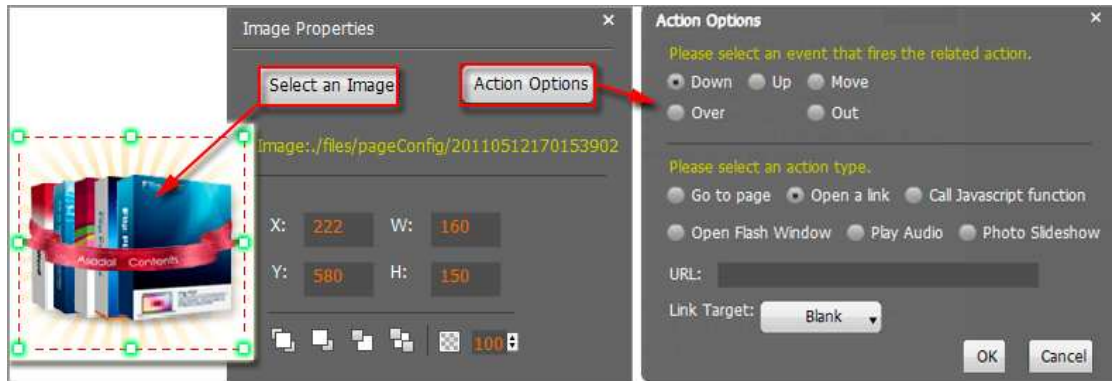 Image Properties
×
Select an Image
Action Options
Image:./files/pageConfig/20110512170153902
X: 222 W: 160
Y: 580 H: 150
100
Contents
Action Options
×
Please select an event that fires the related action.
Down Up Move
Over Out
Please select an action type.
Go to page Open a link Call Javascript function
Open Flash Window Play Audio Photo Slideshow
URL:
Link Target: Blank
OK Cancel